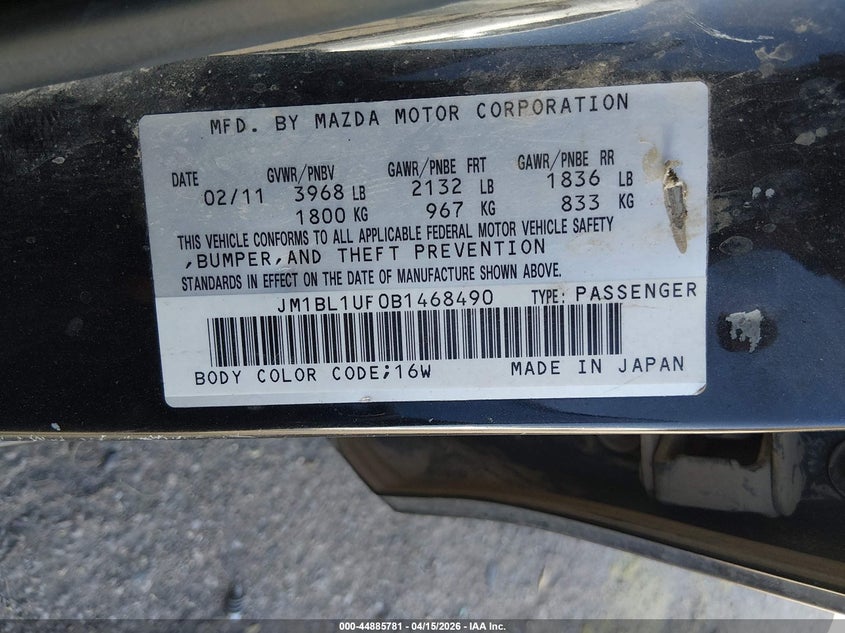 MFD. BY MAZDA MOTOR CORPORATION
DATE GVWR/PNBV GAWR/PNBE FRT GAWR/PNBE RR
02/11 3968 LB 2132 LB 1836 LB
1800 KG 967 KG 833 KG
THIS VEHICLE CONFORMS TO ALL APPLICABLE FEDERAL MOTOR VEHICLE SAFETY
,BUMPER,AND THEFT PREVENTION
STANDARDS IN EFFECT ON THE DATE OF MANUFACTURE SHOWN ABOVE.
JM1BL1UF0B1468490 TYPE: PASSENGER
BODY COLOR CODE;16W MADE IN JAPAN
000-44885781 - 04/15/2026 - IAA Inc.